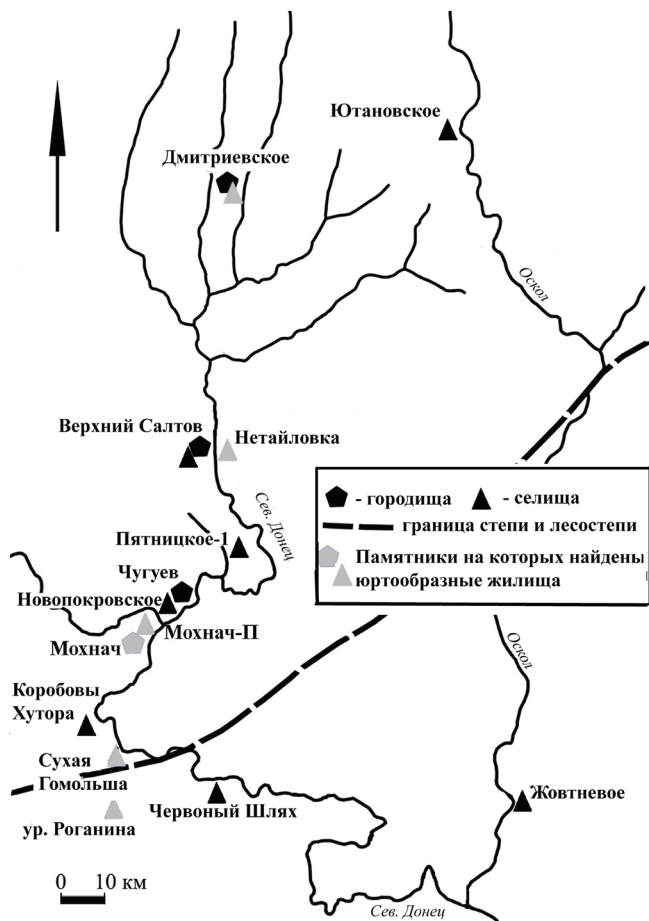 Ютановское
Дмитриевское
Оскол
Верхний Салтов
Нетайловка
Сев. Донец
- городища
- селища
граница степи и лесостепи
Памятники на которых найдены
юртообразные жилища
Пятницкое-1
Чугуев
Новопокровское
Мохнач-П
Мохнач
Оскол
Коробовы
Хутора
Сухая
Гомольша
Червоный Шлях
Жовтневое
ур. Роганина
0 10 км
Сев. Донец